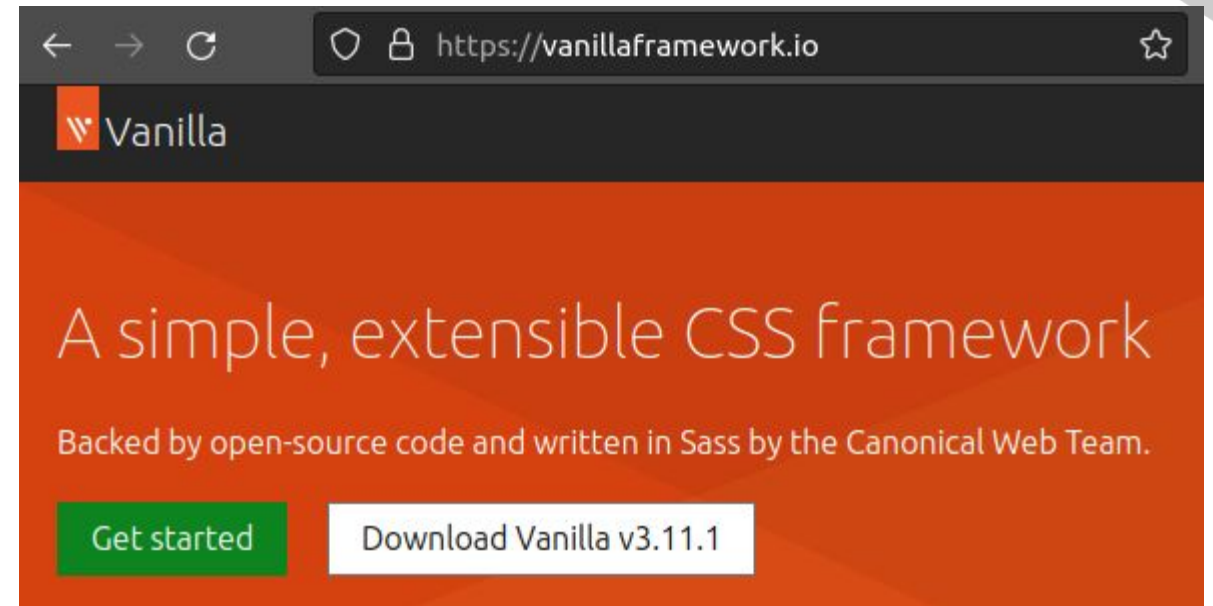 https://vanillaframework.io
Vanilla
A simple, extensible CSS framework
Backed by open-source code and written in Sass by the Canonical Web Team.
Get started
Download Vanilla v3.11.1